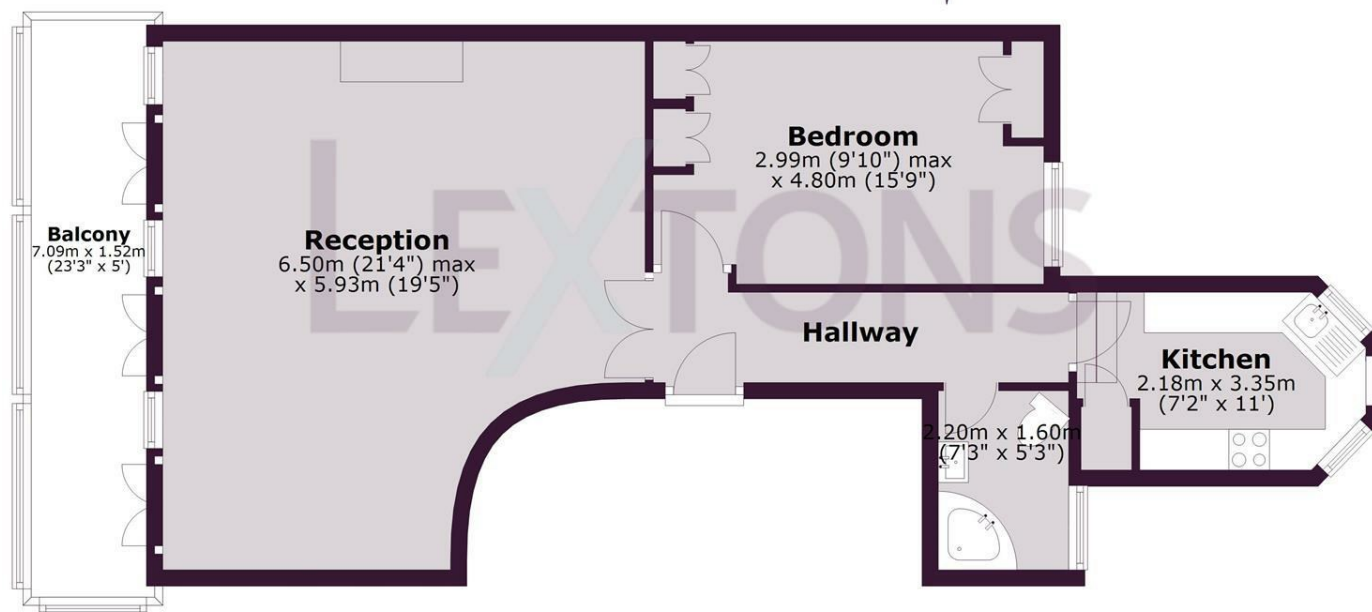 Balcony
7.09m x 1.52m
(23'3" x 5')
Reception
6.50m (21'4") max
x 5.93m (19'5")
Bedroom
2.99m (9'10") max
x 4.80m (15'9")
LEXTONS
Hallway
Kitchen
2.18m x 3.35m
(7'2" x 11')
2.20m x 1.60m
(7'3" x 5'3")